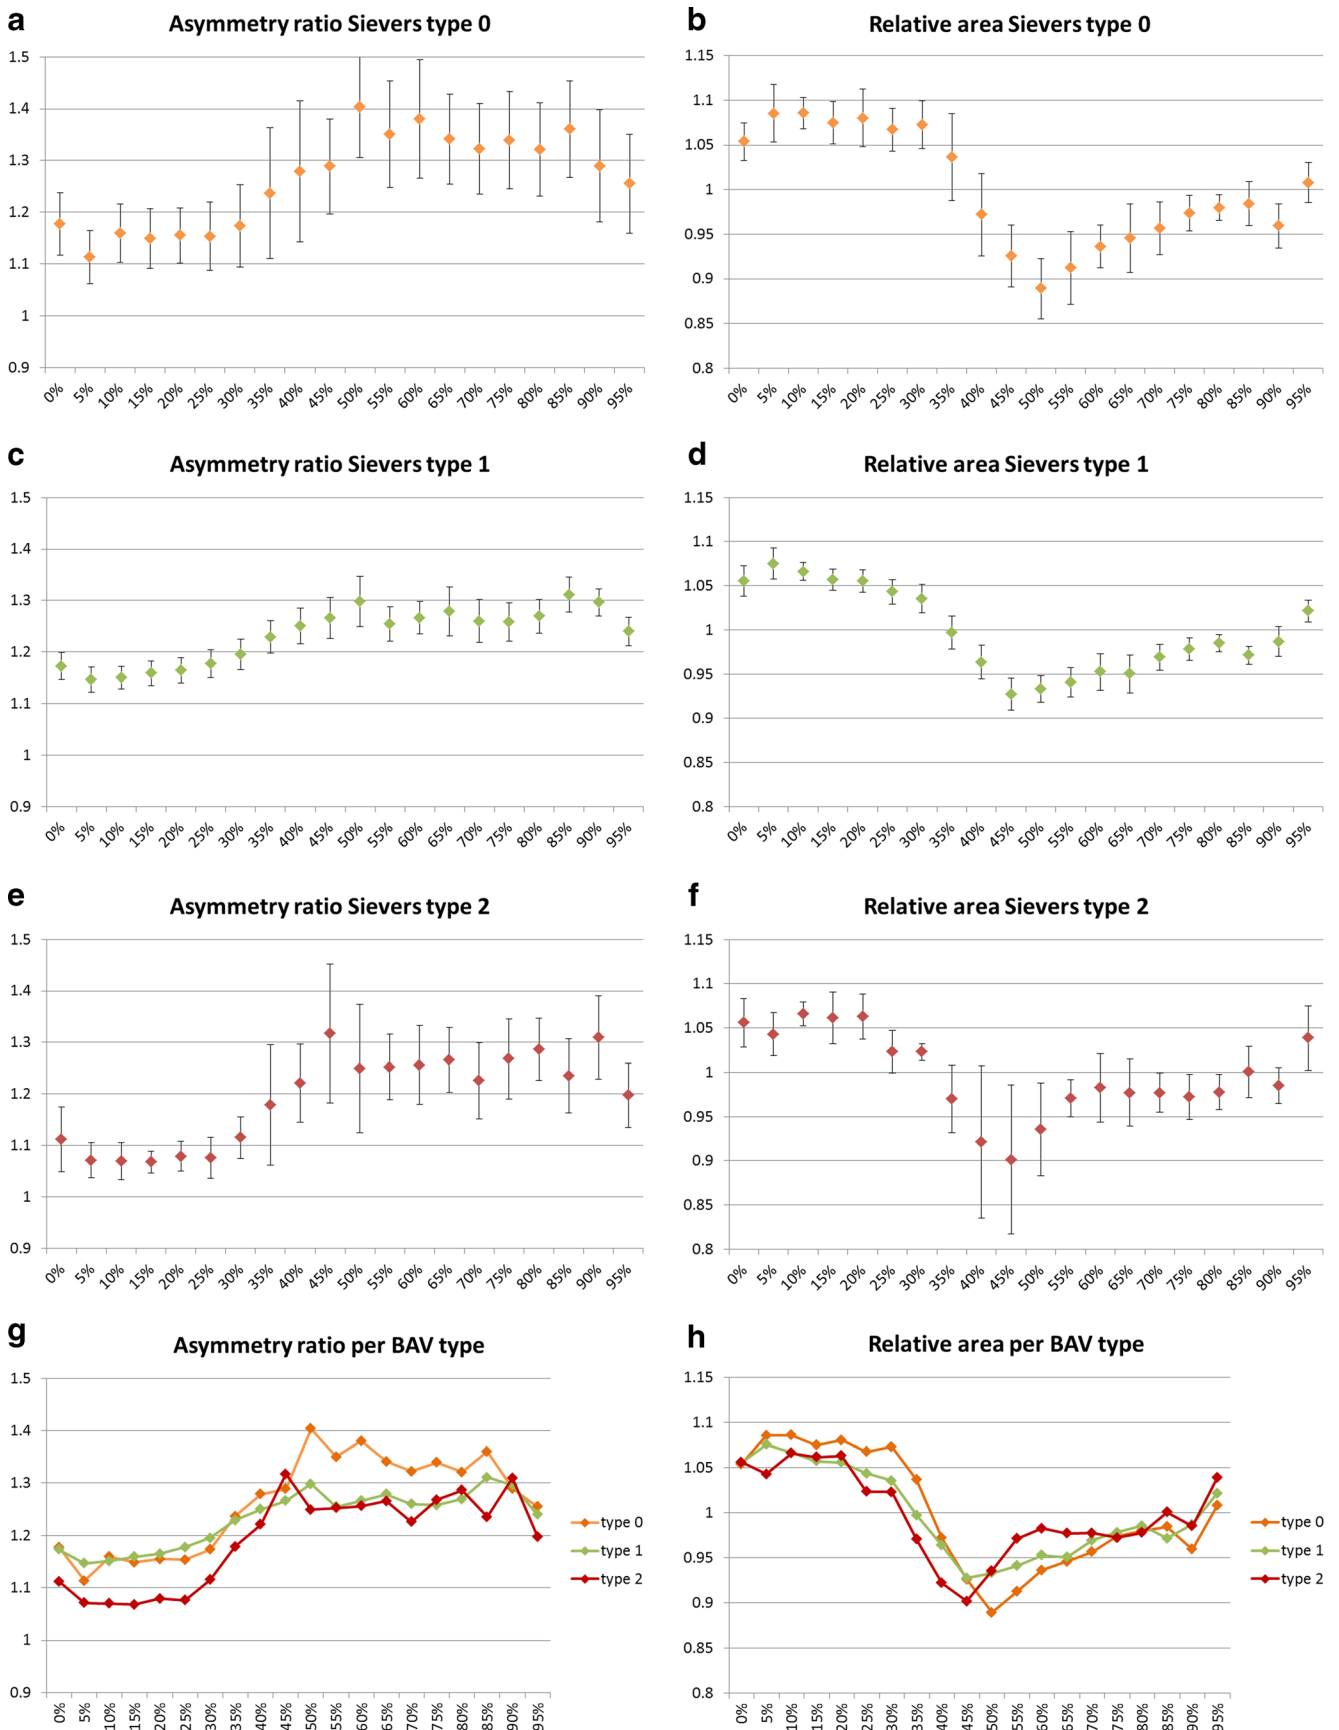 a
Asymmetry ratio Sievers type 0
1.5
1.4
1.3
1.2
1.1
1
0.9
0% 5% 10% 15% 20% 25% 30% 35% 40% 45% 50% 55% 60% 65% 70% 75% 80% 85% 90% 95%
b
Relative area Sievers type 0
1.15
1.1
1.05
1
0.95
0.9
0.85
0.8
0% 5% 10% 15% 20% 25% 30% 35% 40% 45% 50% 55% 60% 65% 70% 75% 80% 85% 90% 95%
c
Asymmetry ratio Sievers type 1
1.5
1.4
1.3
1.2
1.1
1
0.9
0% 5% 10% 15% 20% 25% 30% 35% 40% 45% 50% 55% 60% 65% 70% 75% 80% 85% 90% 95%
d
Relative area Sievers type 1
1.15
1.1
1.05
1
0.95
0.9
0.85
0.8
0% 5% 10% 15% 20% 25% 30% 35% 40% 45% 50% 55% 60% 65% 70% 75% 80% 85% 90% 95%
e
Asymmetry ratio Sievers type 2
1.5
1.4
1.3
1.2
1.1
1
0.9
0% 5% 10% 15% 20% 25% 30% 35% 40% 45% 50% 55% 60% 65% 70% 75% 80% 85% 90% 95%
f
Relative area Sievers type 2
1.15
1.1
1.05
1
0.95
0.9
0.85
0.8
0% 5% 10% 15% 20% 25% 30% 35% 40% 45% 50% 55% 60% 65% 70% 75% 80% 85% 90% 95%
g
Asymmetry ratio per BAV type
1.5
1.4
1.3
1.2
1.1
1
0.9
0% 5% 10% 15% 20% 25% 30% 35% 40% 45% 50% 55% 60% 65% 70% 75% 80% 85% 90% 95%
type 0
type 1
type 2
h
Relative area per BAV type
1.15
1.1
1.05
1
0.95
0.9
0.85
0.8
0% 5% 10% 15% 20% 25% 30% 35% 40% 45% 50% 55% 60% 65% 70% 75% 80% 85% 90% 95%
type 0
type 1
type 2